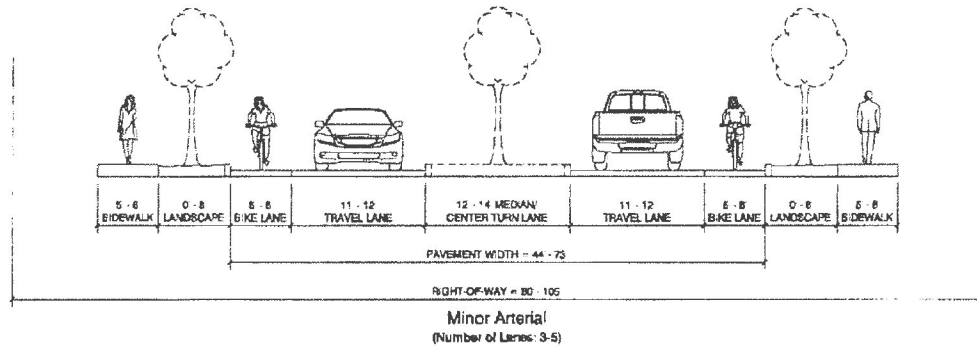 5 - 6 SIDEWALK
0 - 8 LANDSCAPE
5 - 6 BIKE LANE
11 - 12 TRAVEL LANE
12 - 14 MEDIAN/ CENTER TURN LANE
11 - 12 TRAVEL LANE
5 - 6 BIKE LANE
0 - 8 LANDSCAPE
5 - 6 SIDEWALK
PAVEMENT WIDTH = 44 - 73
RIGHT-OF-WAY = 80 - 105
Minor Arterial
(Number of Lanes: 3-5)